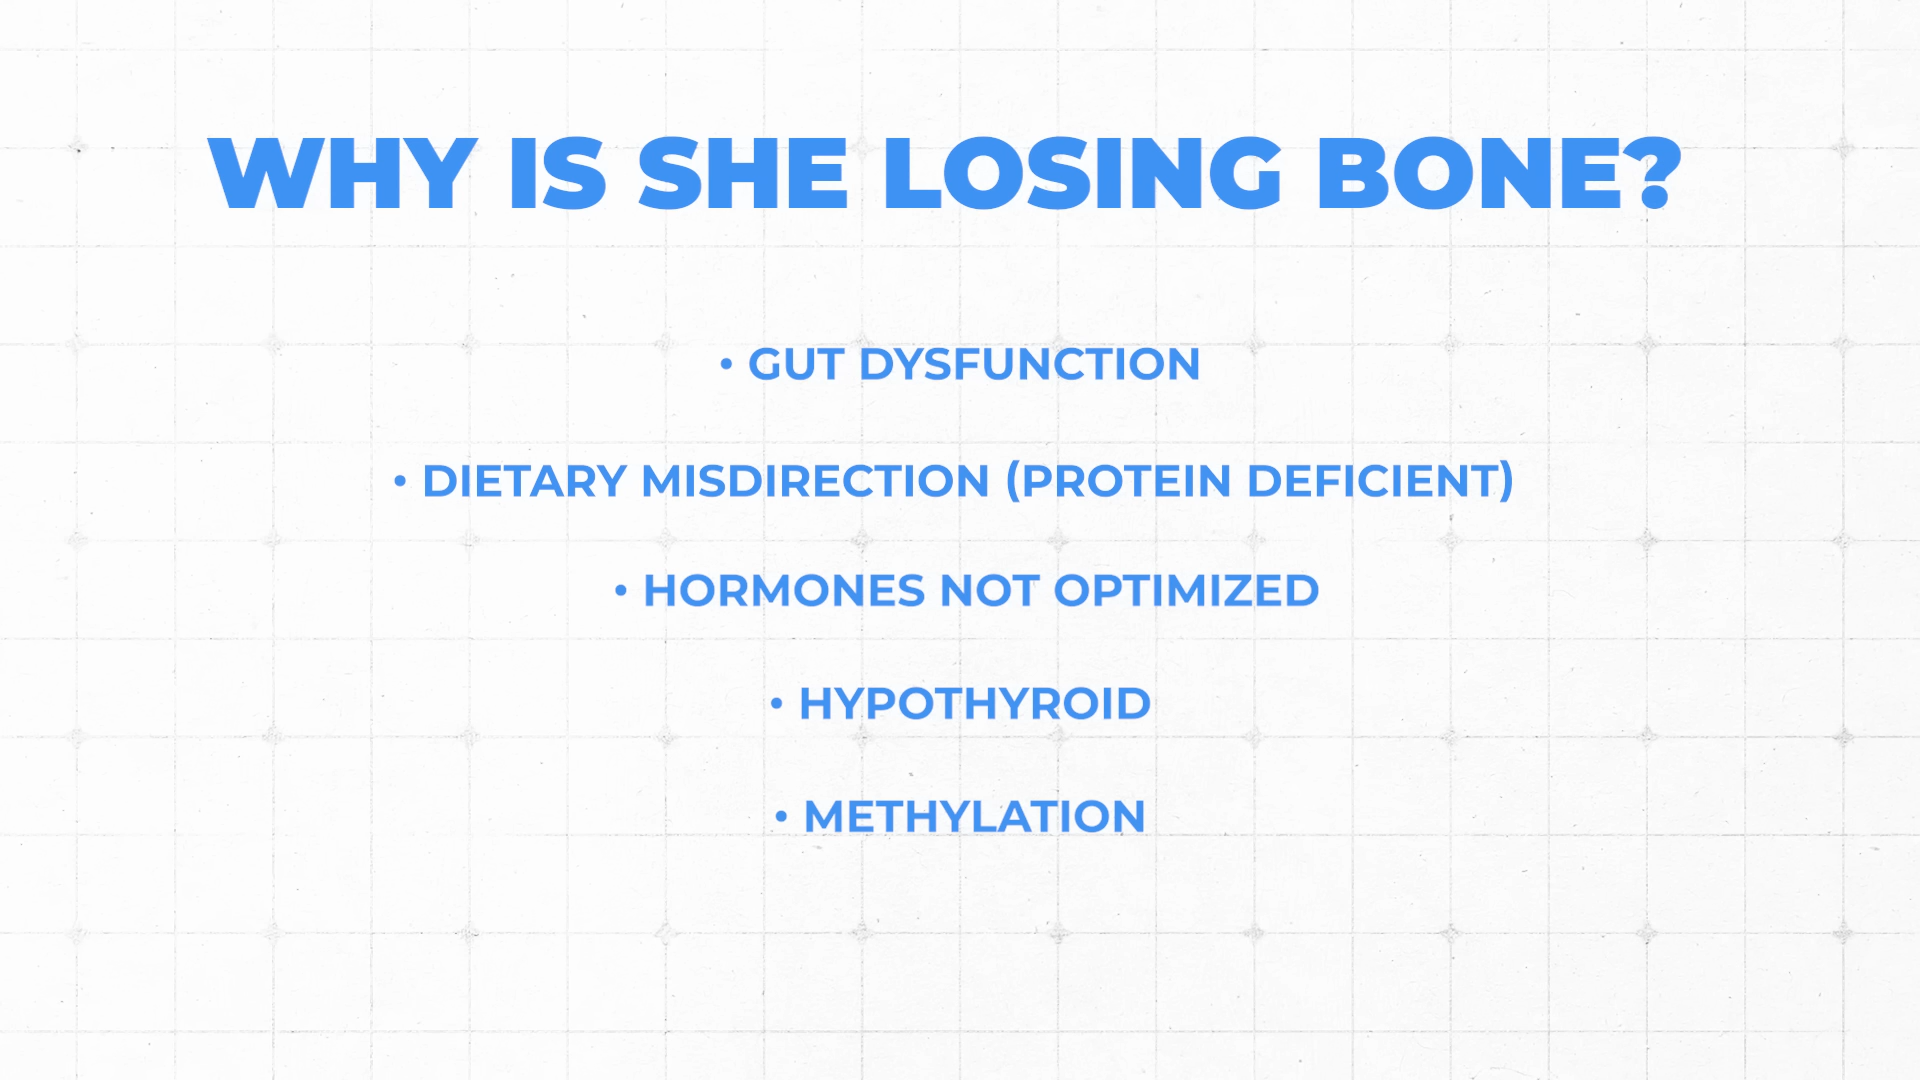 WHY IS SHE LOSING BONE?
• GUT DYSFUNCTION
• DIETARY MISDIRECTION (PROTEIN DEFICIENT)
• HORMONES NOT OPTIMIZED
• HYPOTHYROID
• METHYLATION